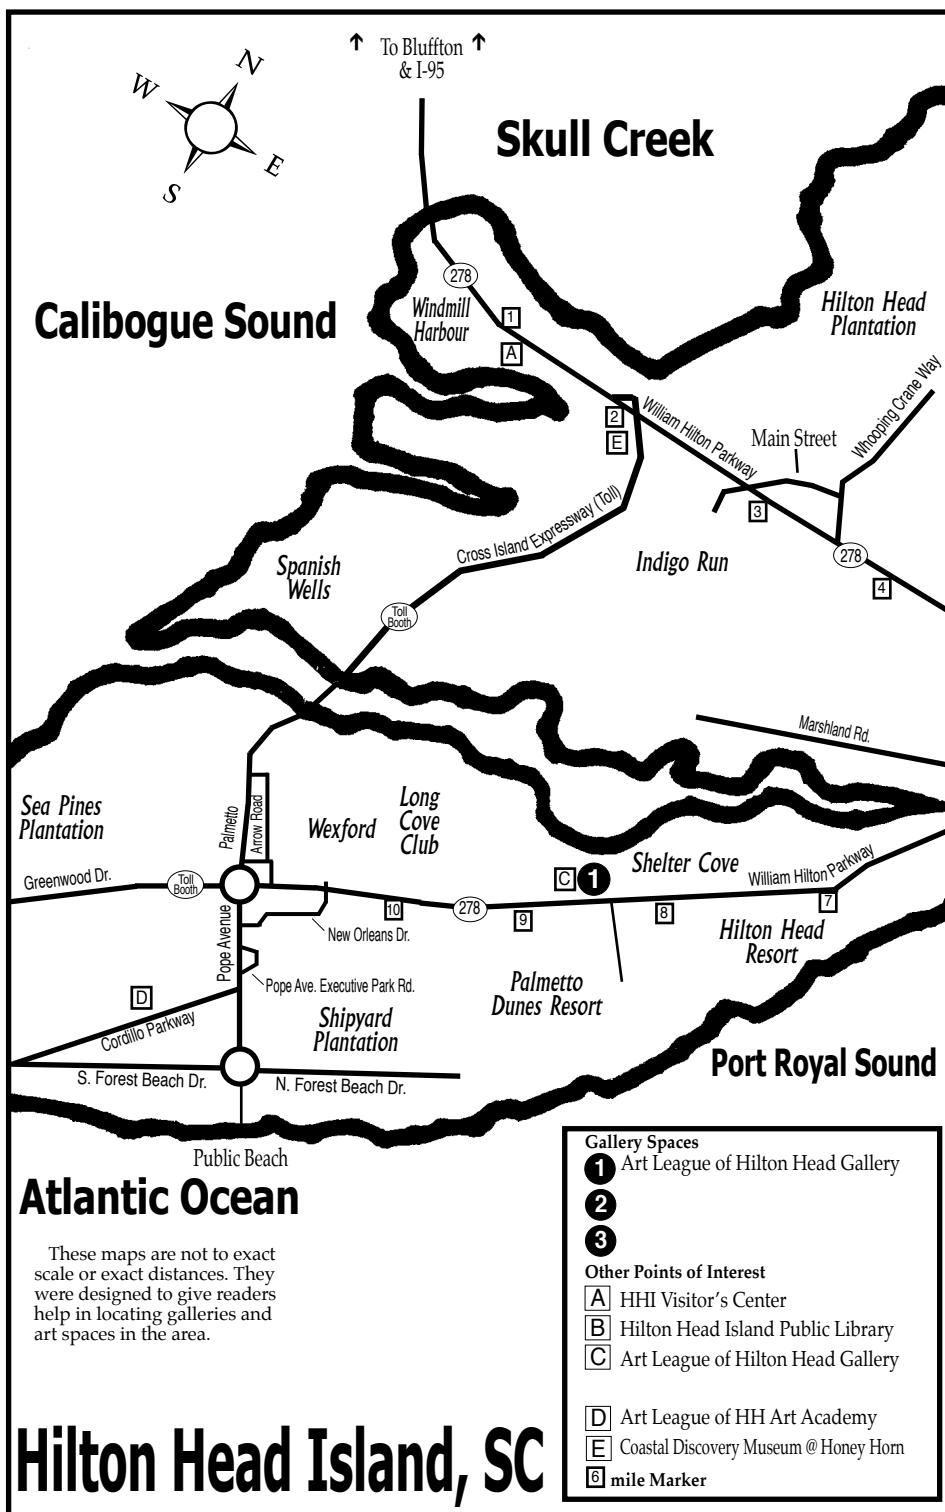 To Bluffton
& I-95
N
W
E
S
Skull Creek
278
Calibogue Sound
Windmill
Harbour
1
A
Hilton Head
Plantation
2
E
William Hilton Parkway
Main Street
Whooping Crane Way
3
278
4
Cross Island Expressway (Toll)
Indigo Run
Spanish
Wells
Toll
Booth
Marshland Rd.
Sea Pines
Plantation
Palmetto
Arrow Road
Wexford
Long
Cove
Club
Shelter Cove
C
1
William Hilton Parkway
Greenwood Dr.
Toll
Booth
10
278
9
8
7
New Orleans Dr.
Pope Avenue
Hilton Head
Resort
Pope Ave. Executive Park Rd.
Palmetto
Dunes Resort
D
Cordillo Parkway
Shipyard
Plantation
Port Royal Sound
S. Forest Beach Dr.
N. Forest Beach Dr.
Public Beach
Atlantic Ocean
These maps are not to exact
scale or exact distances. They
were designed to give readers
help in locating galleries and
art spaces in the area.
Hilton Head Island, SC
Gallery Spaces
1 Art League of Hilton Head Gallery
2
3
Other Points of Interest
A HHI Visitor's Center
B Hilton Head Island Public Library
C Art League of Hilton Head Gallery
D Art League of HH Art Academy
E Coastal Discovery Museum @ Honey Horn
6 mile Marker